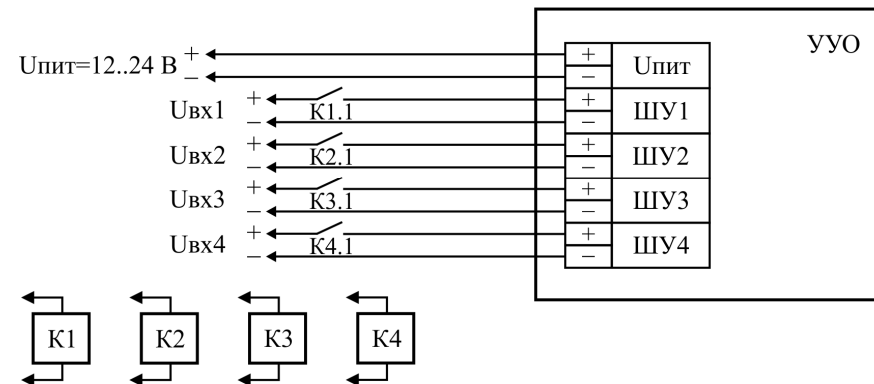 УУО
Uпит=12..24 В + − + − Uпит
Uвх1 + − К1.1 + − ШУ1
Uвх2 + − К2.1 + − ШУ2
Uвх3 + − К3.1 + − ШУ3
Uвх4 + − К4.1 + − ШУ4
К1 К2 К3 К4